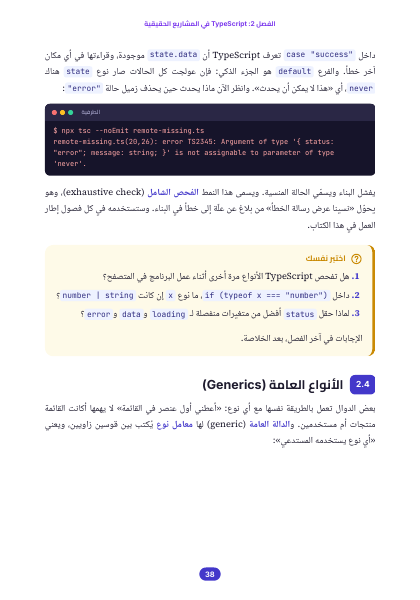 الفصل 2: TypeScript في المشاريع الحقيقية
داخل case "success" تعرف TypeScript أن state.data موجودة، وقراءتها في أي مكان
آخر خطأ. والفرع default هو الجزء الذكي: فإن عولجت كل الحالات صار نوع state هناك
never، أي «هذا لا يمكن أن يحدث». وانظر الآن ماذا يحدث حين يحذف زميل حالة "error":
الطرفية
$ npx tsc --noEmit remote-missing.ts
remote-missing.ts(20,26): error TS2345: Argument of type '{ status:
"error"; message: string; }' is not assignable to parameter of type
'never'.
يفشل البناء ويسمّي الحالة المنسية. ويسمى هذا النمط الفحص الشامل (exhaustive check)، وهو
يحوّل «نسينا عرض رسالة الخطأ» من بلاغ عن علّة إلى خطأ في البناء. وستستخدمه في كل فصول إطار
العمل في هذا الكتاب.
اختبر نفسك
1. هل تفحص TypeScript الأنواع مرة أخرى أثناء عمل البرنامج في المتصفح؟
2. داخل if (typeof x === "number")، ما نوع x إن كانت number | string؟
3. لماذا حقل status أفضل من متغيرات منفصلة لـ loading و data و error؟
الإجابات في آخر الفصل، بعد الخلاصة.
2.4 الأنواع العامة (Generics)
بعض الدوال تعمل بالطريقة نفسها مع أي نوع: «أعطني أول عنصر في القائمة» لا يهمها أكانت القائمة
منتجات أم مستخدمين. والدالة العامة (generic) لها معامل نوع يُكتب بين قوسين زاويين، ويعني
«أي نوع يستخدمه المستدعي»:
38